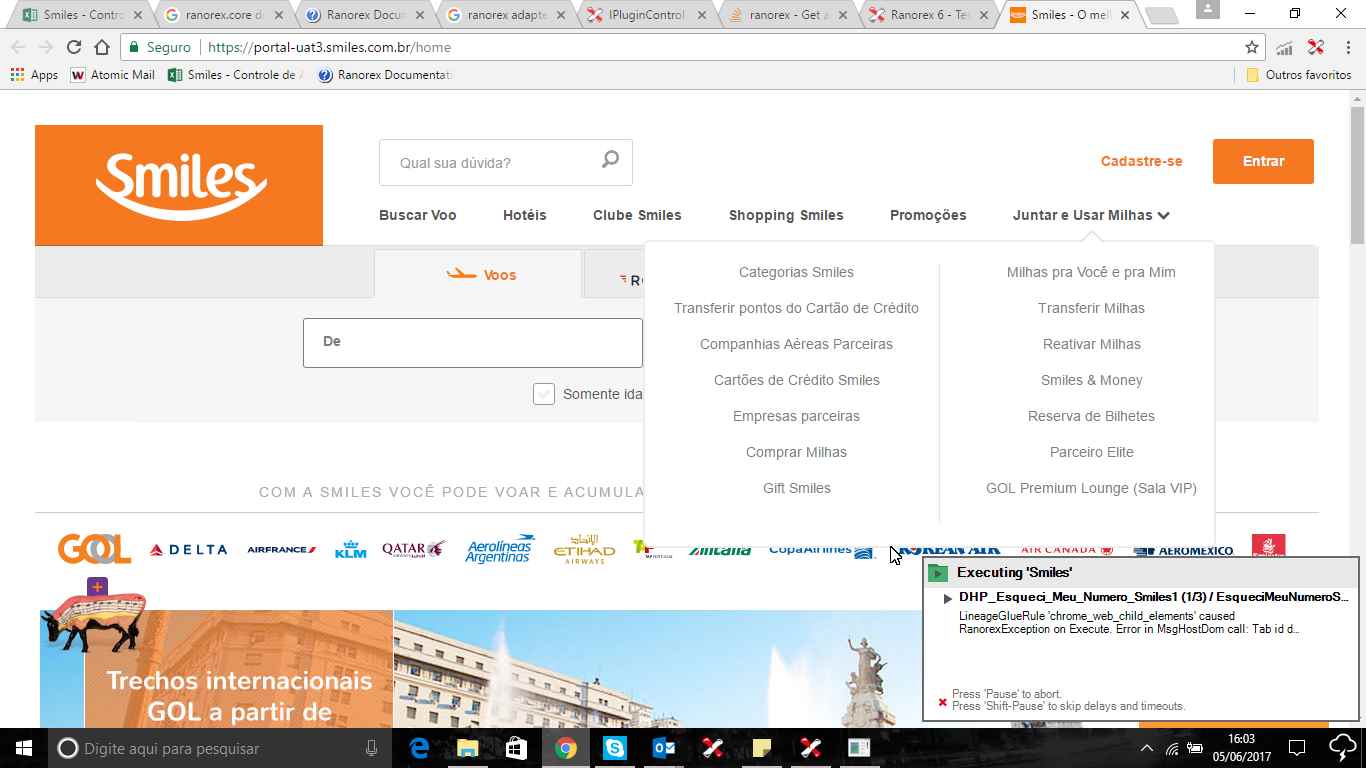 Smiles - Contro
ranorex.core d
Ranorex Docum
ranorex adapte
IPluginControl
ranorex - Get a
Ranorex 6 - Te
Smiles - O mel
Seguro
https://portal-uat3.smiles.com.br/home
Apps
Atomic Mail
Smiles - Controle de
Ranorex Documentat
Outros favoritos
Smiles
Qual sua dúvida?
Cadastre-se
Entrar
Buscar Voo
Hotéis
Clube Smiles
Shopping Smiles
Promoções
Juntar e Usar Milhas
Voos
Categorias Smiles
Milhas pra Você e pra Mim
Transferir pontos do Cartão de Crédito
Transferir Milhas
De
Companhias Aéreas Parceiras
Reativar Milhas
Cartões de Crédito Smiles
Smiles & Money
Somente ida
Empresas parceiras
Reserva de Bilhetes
Comprar Milhas
Parceiro Elite
Gift Smiles
GOL Premium Lounge (Sala VIP)
COM A SMILES VOCÊ PODE VOAR E ACUMULA
GOL
DELTA
AIRFRANCE
KLM
QATAR
Aerolíneas Argentinas
ETIHAD
AIRWAYS
Alitalia
CopaAirlines
KOREAN AIR
AIR CANADA
AEROMEXICO
Trechos internacionais
GOL a partir de
Executing 'Smiles'
DHP_Esqueci_Meu_Numero_Smiles1 (1/3) / EsqueciMeuNumeroS...
LineageGlueRule 'chrome_web_child_elements' caused
RanorexException on Execute. Error in MsgHostDom call: Tab id d...
Press 'Pause' to abort.
Press 'Shift-Pause' to skip delays and timeouts.
Digite aqui para pesquisar
16:03
05/06/2017